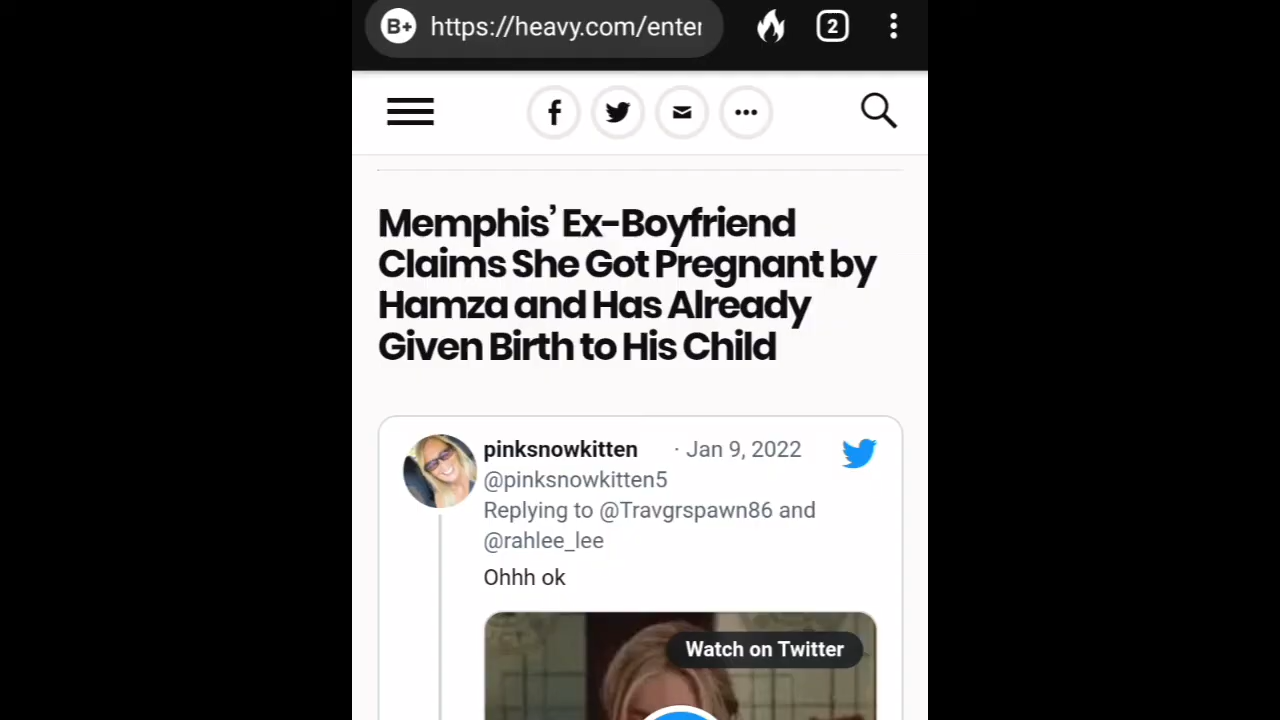 B+ https://heavy.com/enter 2
Memphis' Ex-Boyfriend
Claims She Got Pregnant by
Hamza and Has Already
Given Birth to His Child
pinksnowkitten · Jan 9, 2022
@pinksnowkitten5
Replying to @Travgrspawn86 and
@rahlee_lee
Ohhh ok
Watch on Twitter